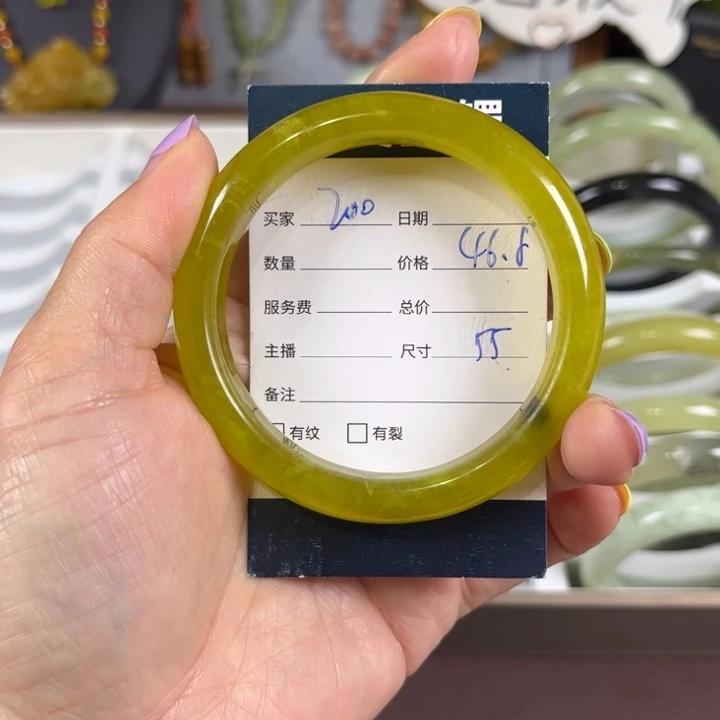 买家 200 日期
数量 价格 46.8
服务费 总价
主播 尺寸 55
备注
有纹 有裂